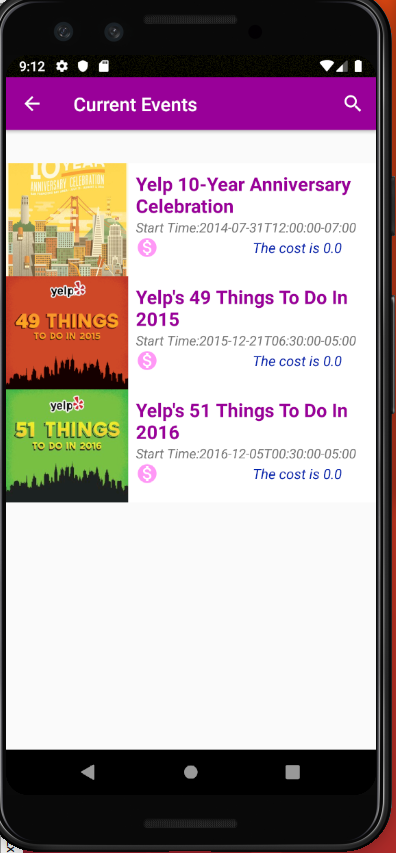 9:12
Current Events
10
YEAR
ANNIVERSARY CELEBRATION
Yelp 10-Year Anniversary
Celebration
Start Time:2014-07-31T12:00:00-07:00
$
The cost is 0.0
yelp
49 THINGS
TO DO IN 2015
Yelp's 49 Things To Do In
2015
Start Time:2015-12-21T06:30:00-05:00
$
The cost is 0.0
yelp
51 THINGS
TO DO IN 2016
Yelp's 51 Things To Do In
2016
Start Time:2016-12-05T00:30:00-05:00
$
The cost is 0.0